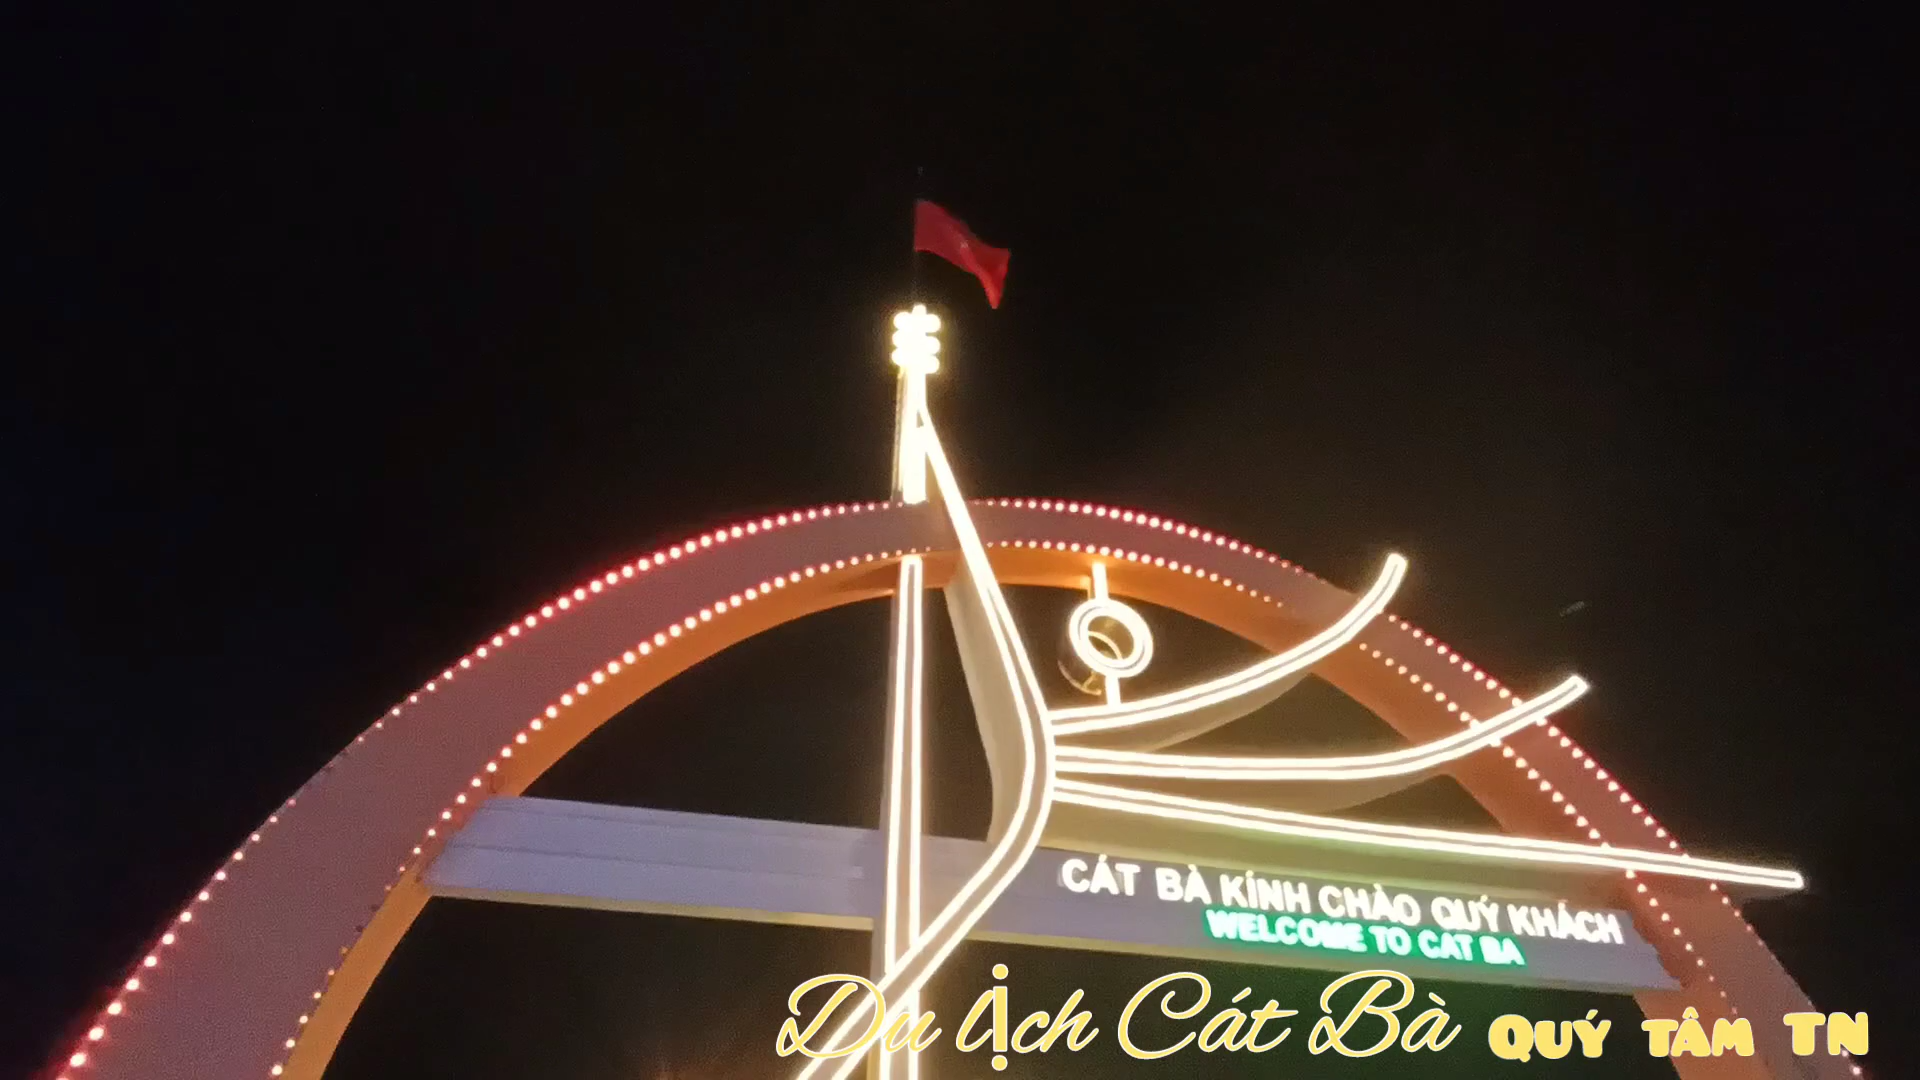 CÁT BÀ KÍNH CHÀO QUÝ KHÁCH
WELCOME TO CAT BA
Du lịch Cát Bà QUÝ TÂM TN